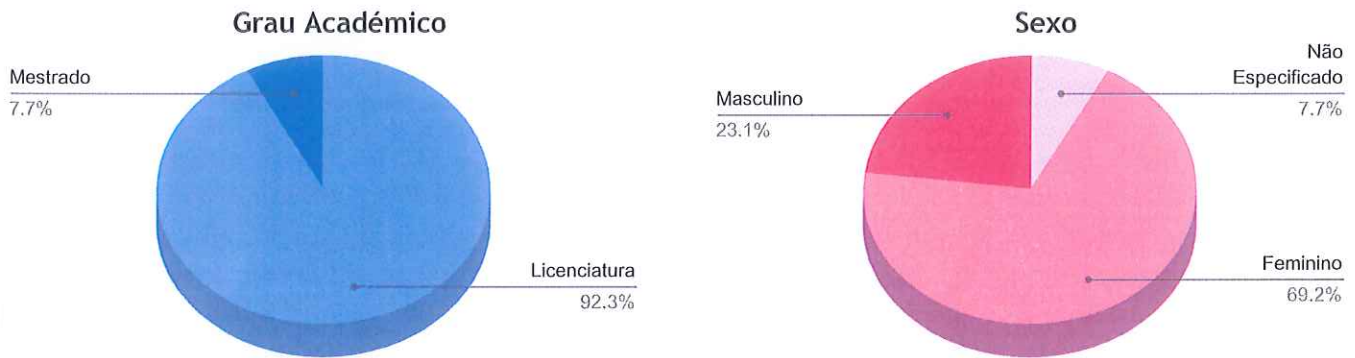 Grau Académico
Mestrado
7.7%
Licenciatura
92.3%
Sexo
Masculino
23.1%
Não
Especificado
7.7%
Feminino
69.2%